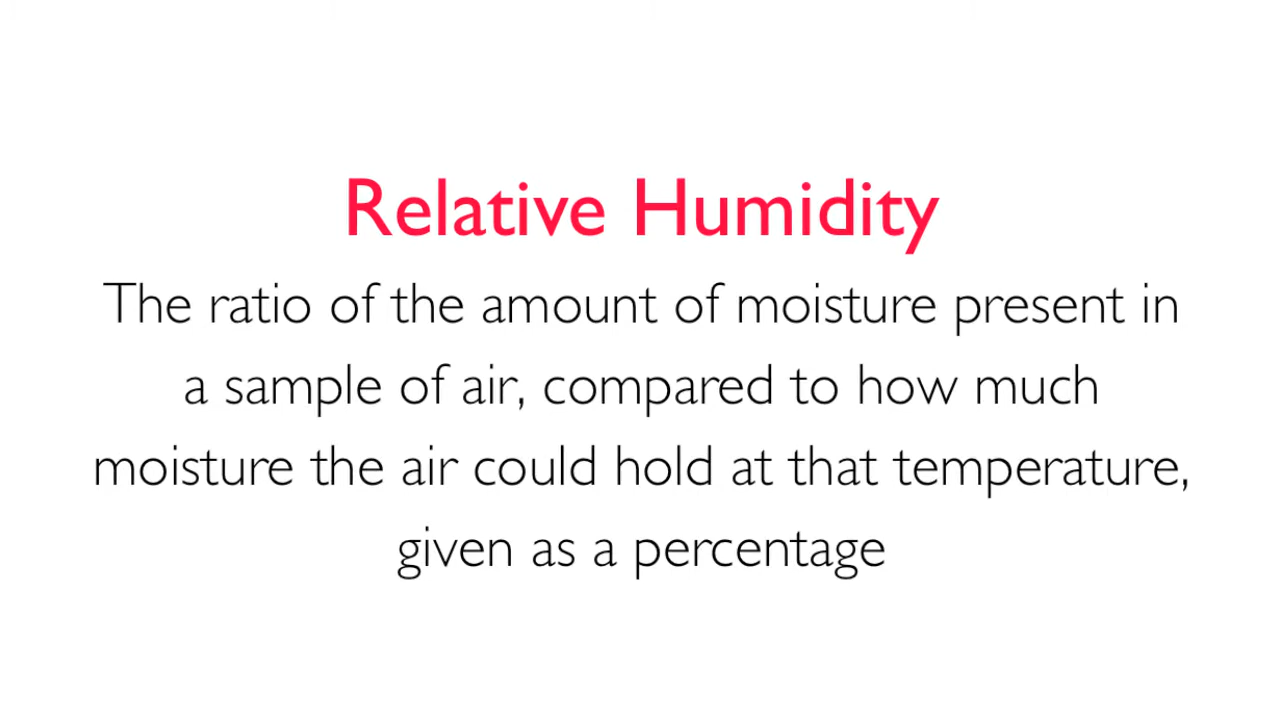 Relative Humidity
The ratio of the amount of moisture present in
a sample of air, compared to how much
moisture the air could hold at that temperature,
given as a percentage